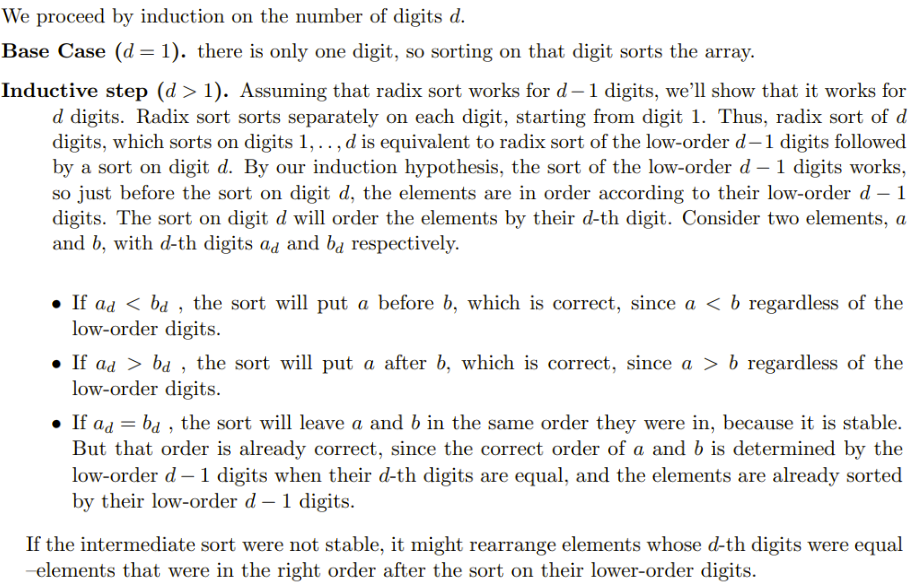 We proceed by induction on the number of digits d.
Base Case (d = 1). there is only one digit, so sorting on that digit sorts the array.
Inductive step (d > 1). Assuming that radix sort works for d − 1 digits, we'll show that it works for
d digits. Radix sort sorts separately on each digit, starting from digit 1. Thus, radix sort of d
digits, which sorts on digits 1, . . , d is equivalent to radix sort of the low-order d − 1 digits followed
by a sort on digit d. By our induction hypothesis, the sort of the low-order d − 1 digits works,
so just before the sort on digit d, the elements are in order according to their low-order d − 1
digits. The sort on digit d will order the elements by their d-th digit. Consider two elements, a
and b, with d-th digits a_d and b_d respectively.
• If a_d < b_d , the sort will put a before b, which is correct, since a < b regardless of the
low-order digits.
• If a_d > b_d , the sort will put a after b, which is correct, since a > b regardless of the
low-order digits.
• If a_d = b_d , the sort will leave a and b in the same order they were in, because it is stable.
But that order is already correct, since the correct order of a and b is determined by the
low-order d − 1 digits when their d-th digits are equal, and the elements are already sorted
by their low-order d − 1 digits.
If the intermediate sort were not stable, it might rearrange elements whose d-th digits were equal
–elements that were in the right order after the sort on their lower-order digits.